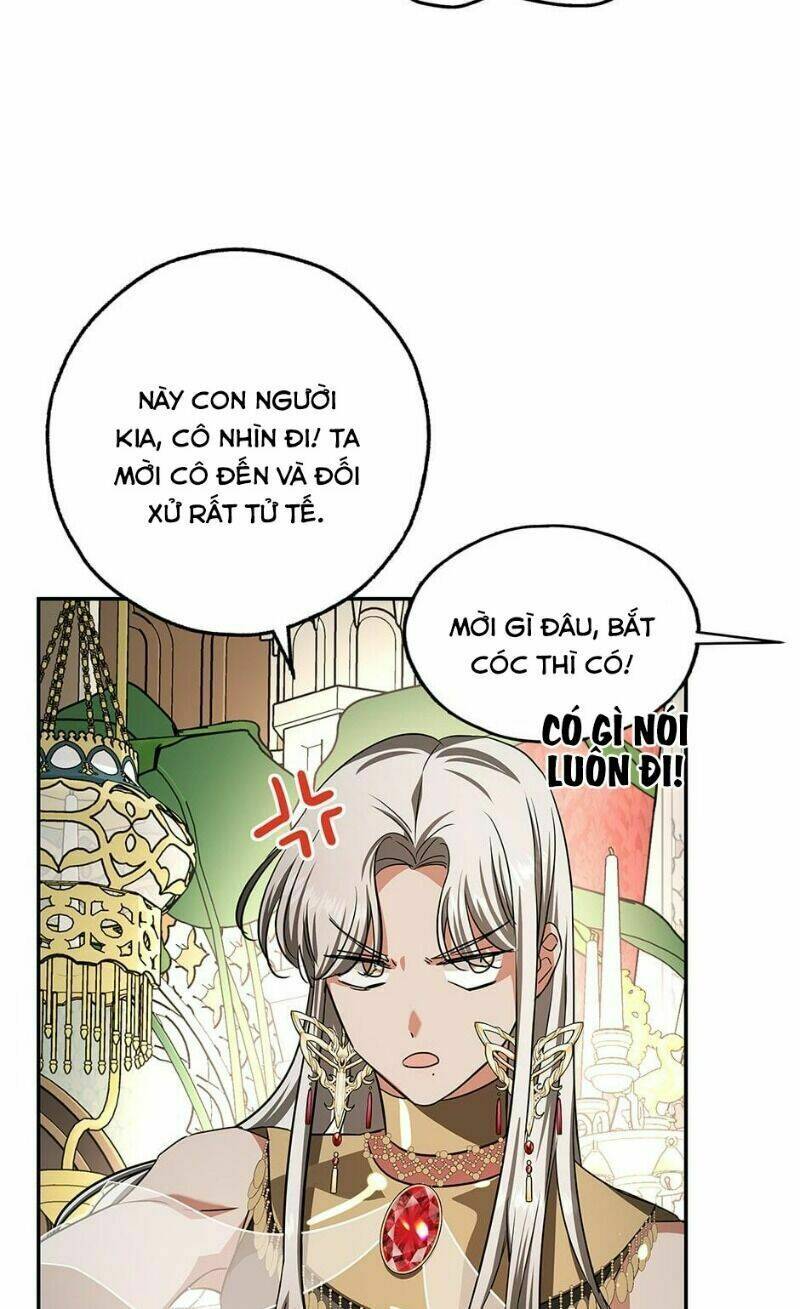 NÀY CON NGƯỜI
KIA, CÔ NHÌN ĐI! TA
MỜI CÔ ĐẾN VÀ ĐỐI
XỬ RẤT TỬ TẾ.
MỜI GÌ ĐÂU, BẮT
CÓC THÌ CÓ!
CÓ GÌ NÓI
LUÔN ĐI!